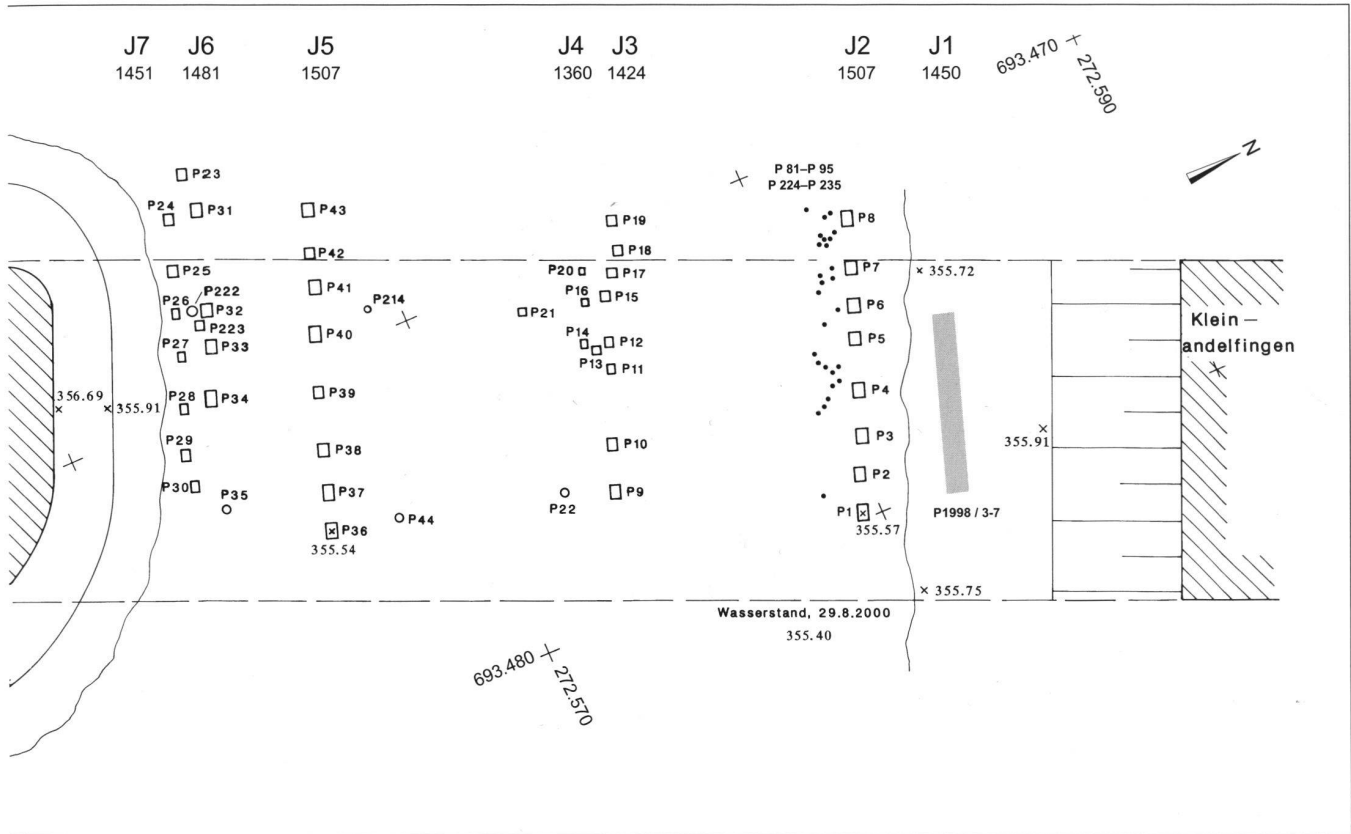 J7 J6 J5 J4 J3 J2 J1
1451 1481 1507 1360 1424 1507 1450
693.470
272.590
N
P 81–P 95
P 224–P 235
P23
P24
P31
P43
P19
P8
P42
P18
P25
P20
P17
P7
355.72
P222
P41
P16
P15
P26
P32
P214
P21
P6
P223
P40
P14
P12
P5
Klein –
andelfingen
P27
P33
P13
P11
356.69
355.91
P28
P34
P39
P4
P29
P38
P10
P3
355.91
P30
P35
P37
P22
P9
P2
P44
P1
355.57
P1998 / 3-7
P36
355.54
355.75
Wasserstand, 29.8.2000
355.40
693.480
272.570